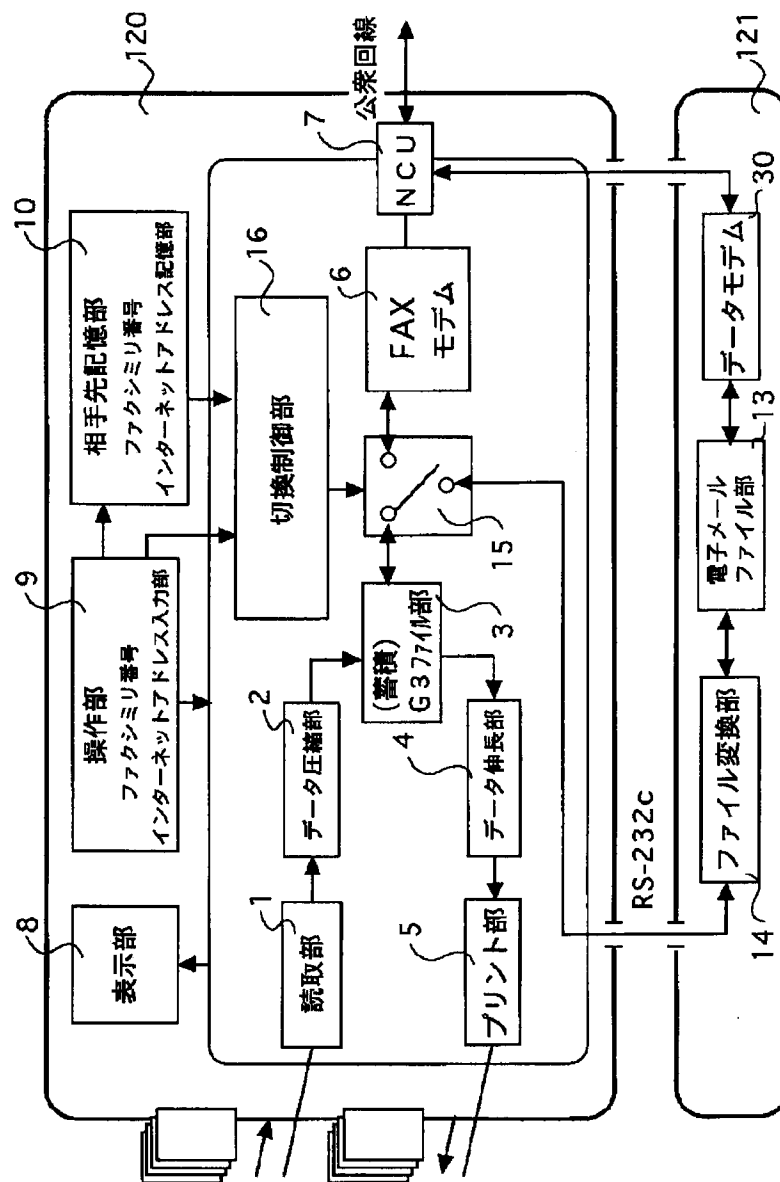 120
8
表示部
9
操作部
ファクシミリ番号
インターネットアドレス入力部
10
相手先記憶部
ファクシミリ番号
インターネットアドレス記憶部
16
切換制御部
7
NCU
公衆回線
1
読取部
2
データ圧縮部
(蓄積)
G3ファイル部
3
15
6
FAX
モデム
5
プリント部
4
データ伸長部
RS-232c
121
14
ファイル変換部
電子メール
ファイル部
13
データモデム
30